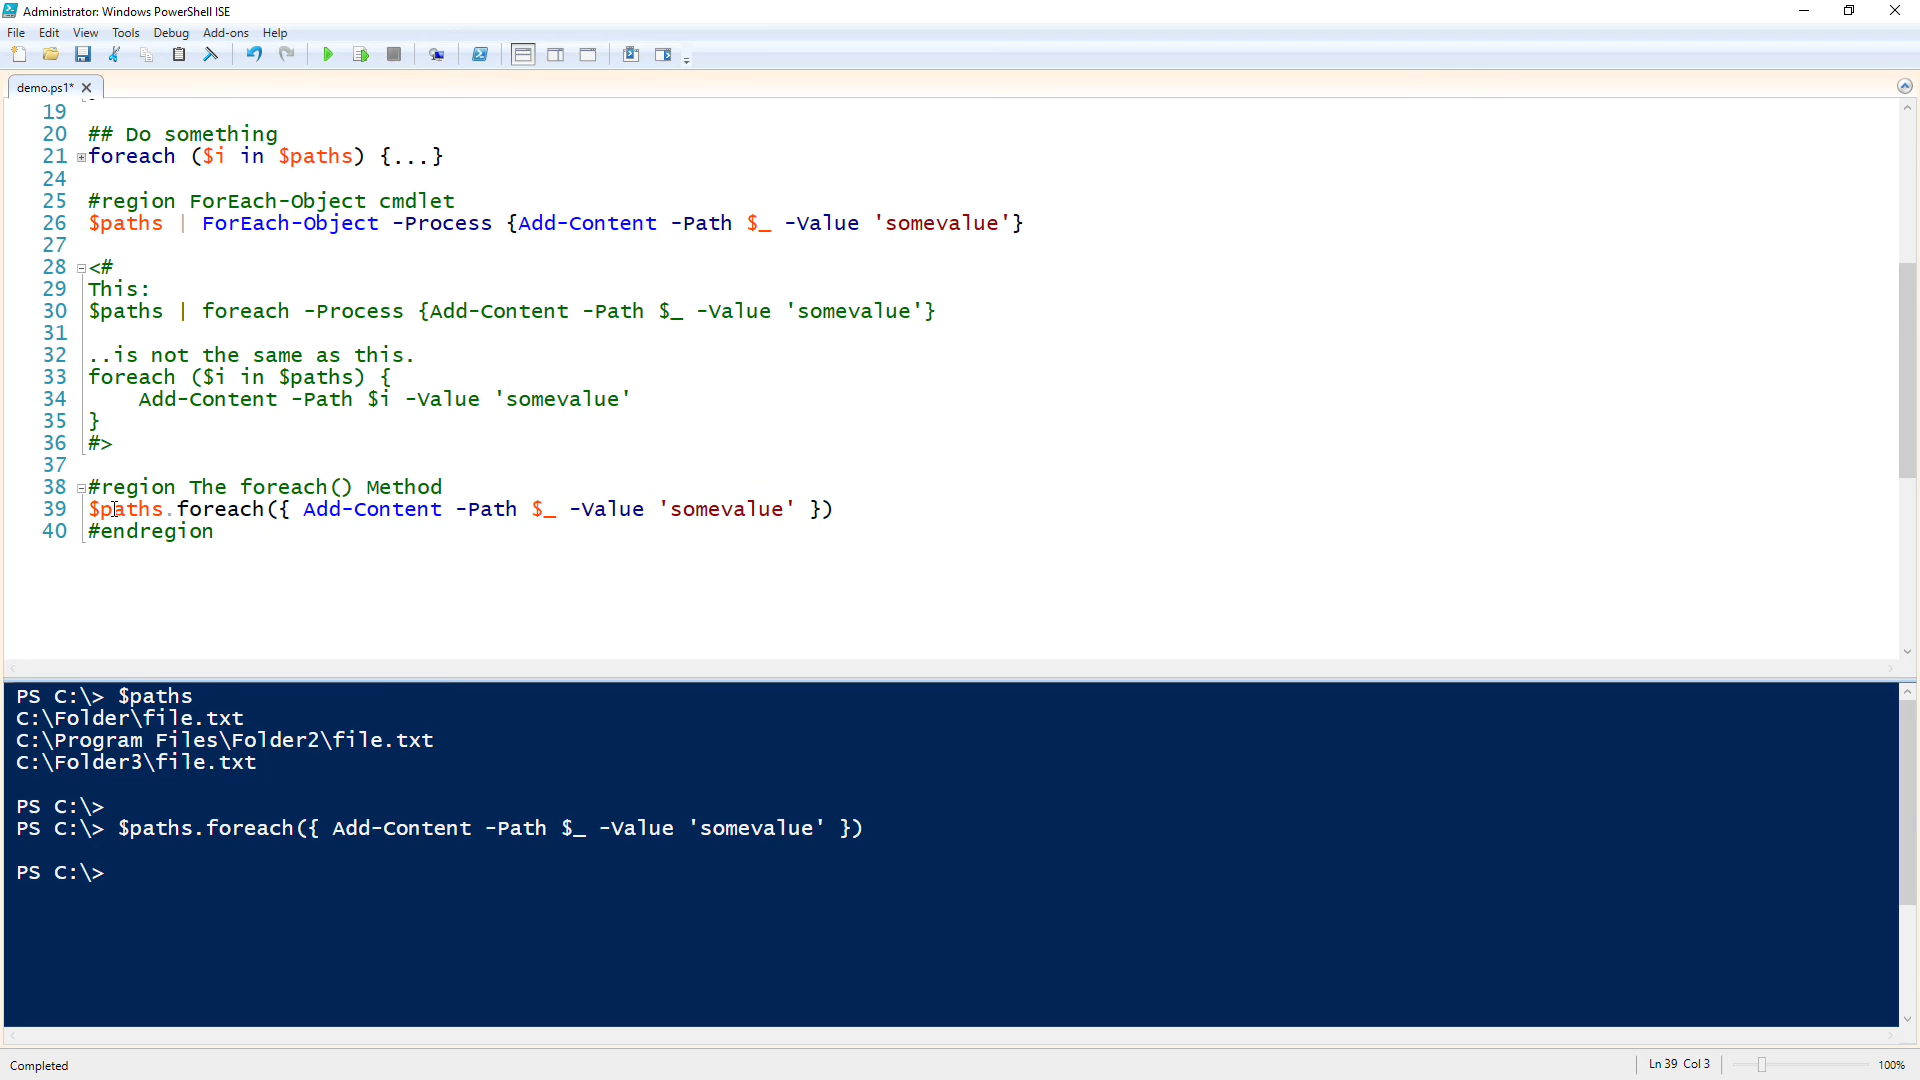 Administrator: Windows PowerShell ISE
File Edit View Tools Debug Add-ons Help
demo.ps1*
19
20 ## Do something
21 foreach ($i in $paths) {...}
24
25 #region ForEach-Object cmdlet
26 $paths | ForEach-Object -Process {Add-Content -Path $_ -Value 'somevalue'}
27
28 <#
29 This:
30 $paths | foreach -Process {Add-Content -Path $_ -Value 'somevalue'}
31
32 ..is not the same as this.
33 foreach ($i in $paths) {
34     Add-Content -Path $i -Value 'somevalue'
35 }
36 #>
37
38 #region The foreach() Method
39 $paths.foreach({ Add-Content -Path $_ -Value 'somevalue' })
40 #endregion
PS C:\> $paths
C:\Folder\file.txt
C:\Program Files\Folder2\file.txt
C:\Folder3\file.txt
PS C:\>
PS C:\> $paths.foreach({ Add-Content -Path $_ -Value 'somevalue' })
PS C:\>
Completed Ln 39 Col 3 100%